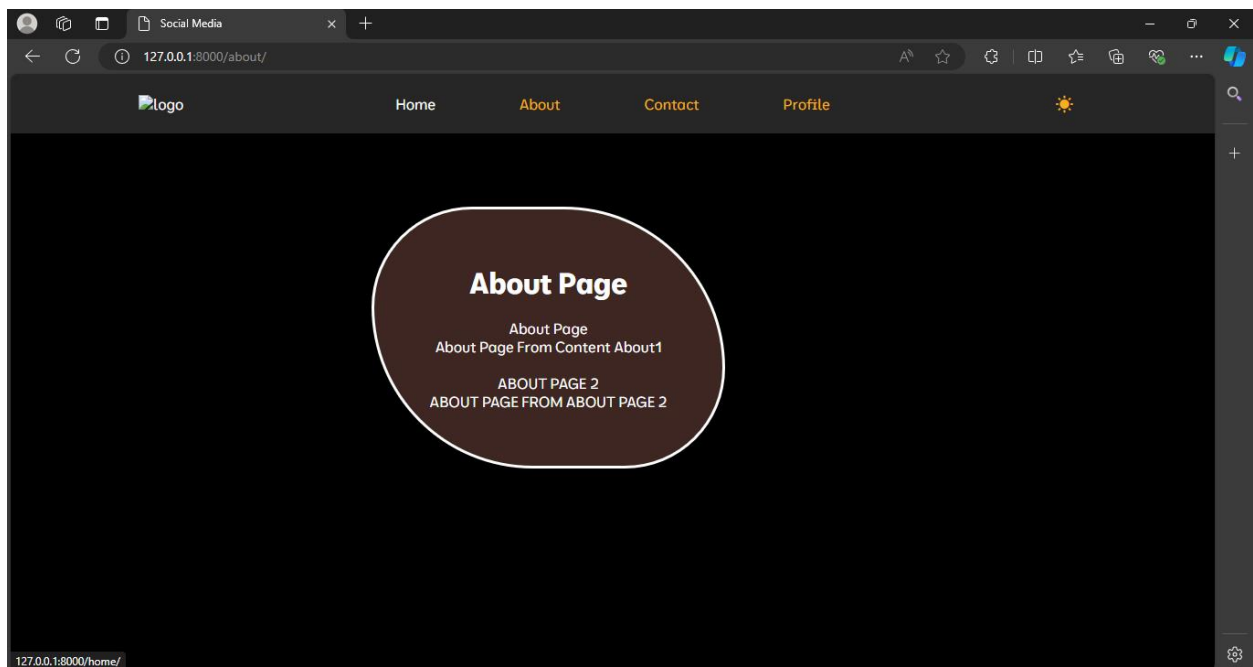 Social Media
127.0.0.1:8000/about/
logo Home About Contact Profile
About Page
About Page
About Page From Content About1
ABOUT PAGE 2
ABOUT PAGE FROM ABOUT PAGE 2
127.0.0.1:8000/home/